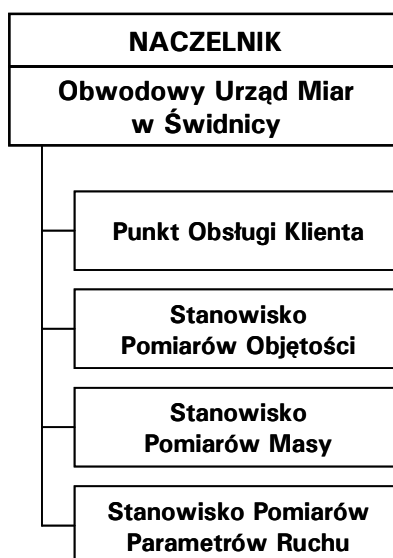 NACZELNIK
Obwodowy Urząd Miar
w Świdnicy
Punkt Obsługi Klienta
Stanowisko
Pomiarów Objętości
Stanowisko
Pomiarów Masy
Stanowisko Pomiarów
Parametrów Ruchu